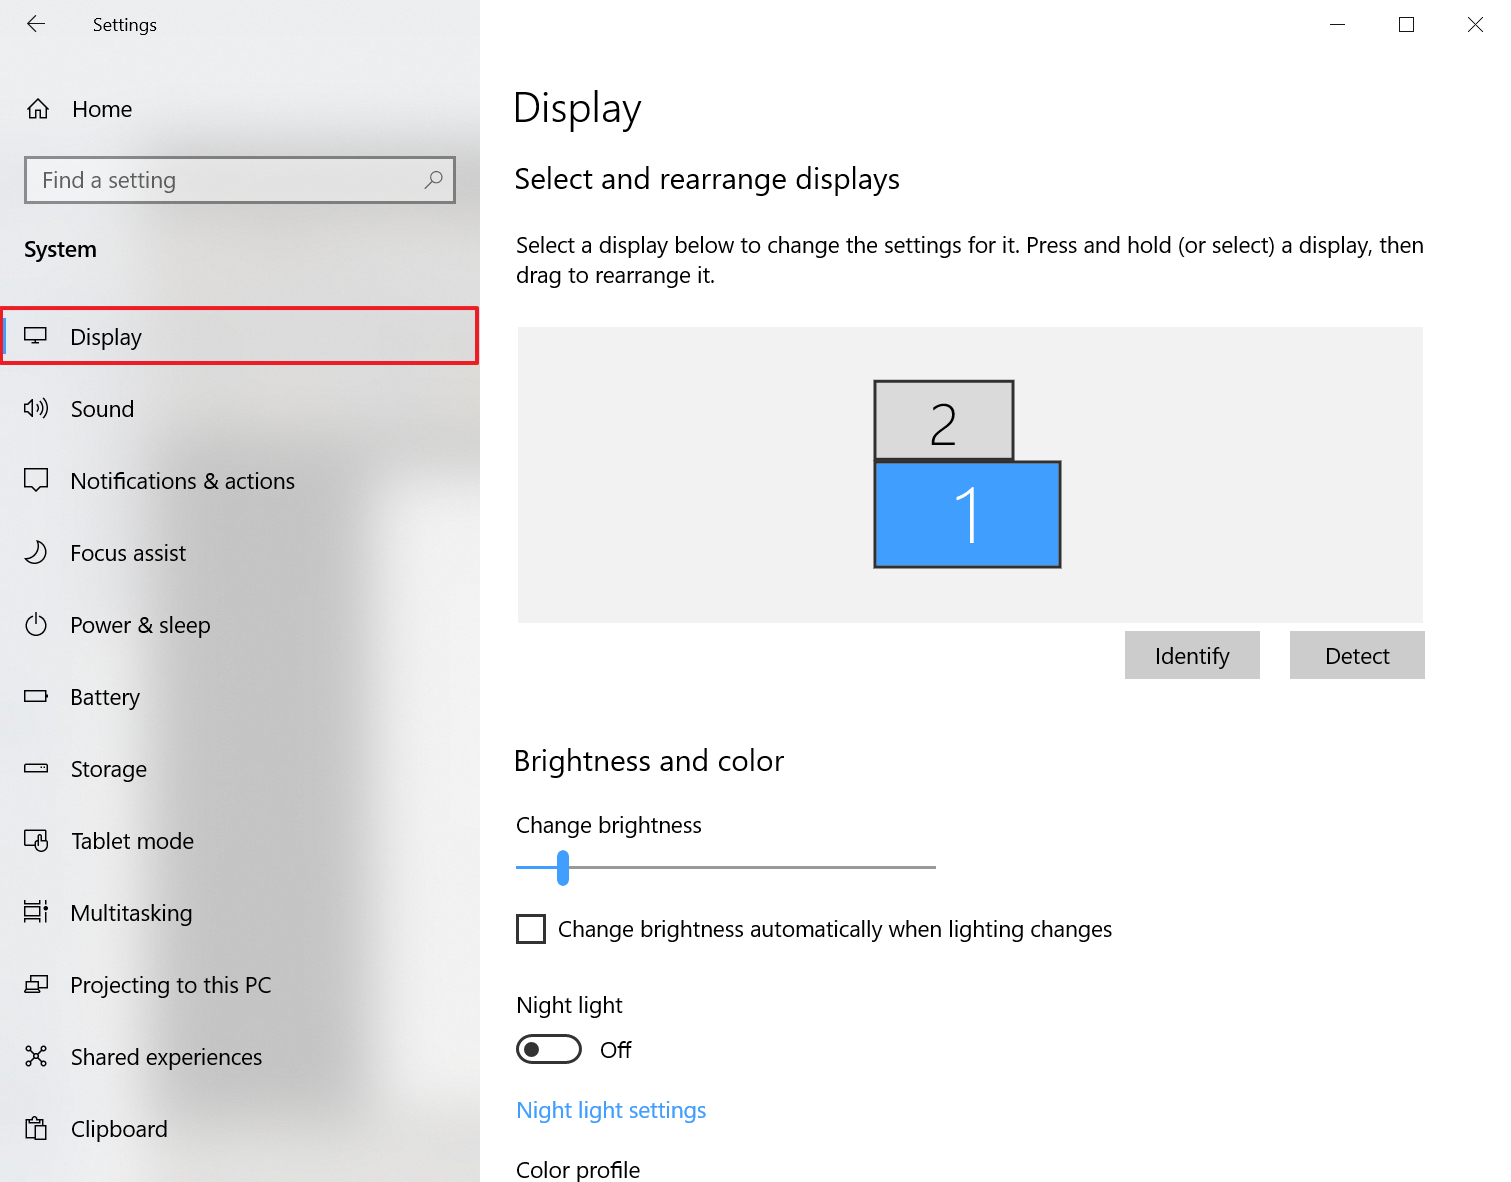 Settings
Home
Find a setting
System
Display
Sound
Notifications & actions
Focus assist
Power & sleep
Battery
Storage
Tablet mode
Multitasking
Projecting to this PC
Shared experiences
Clipboard
Display
Select and rearrange displays
Select a display below to change the settings for it. Press and hold (or select) a display, then
drag to rearrange it.
2
1
Identify
Detect
Brightness and color
Change brightness
Change brightness automatically when lighting changes
Night light
Off
Night light settings
Color profile